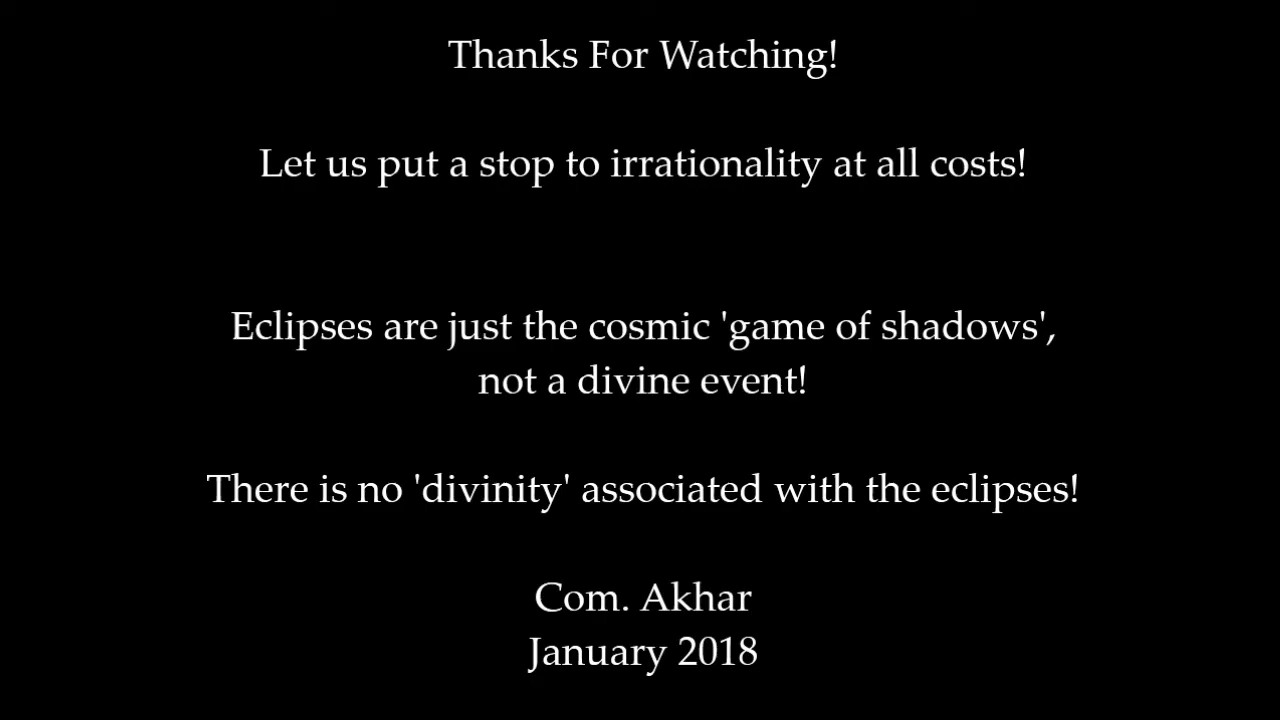 Thanks For Watching!
Let us put a stop to irrationality at all costs!
Eclipses are just the cosmic 'game of shadows',
not a divine event!
There is no 'divinity' associated with the eclipses!
Com. Akhar
January 2018